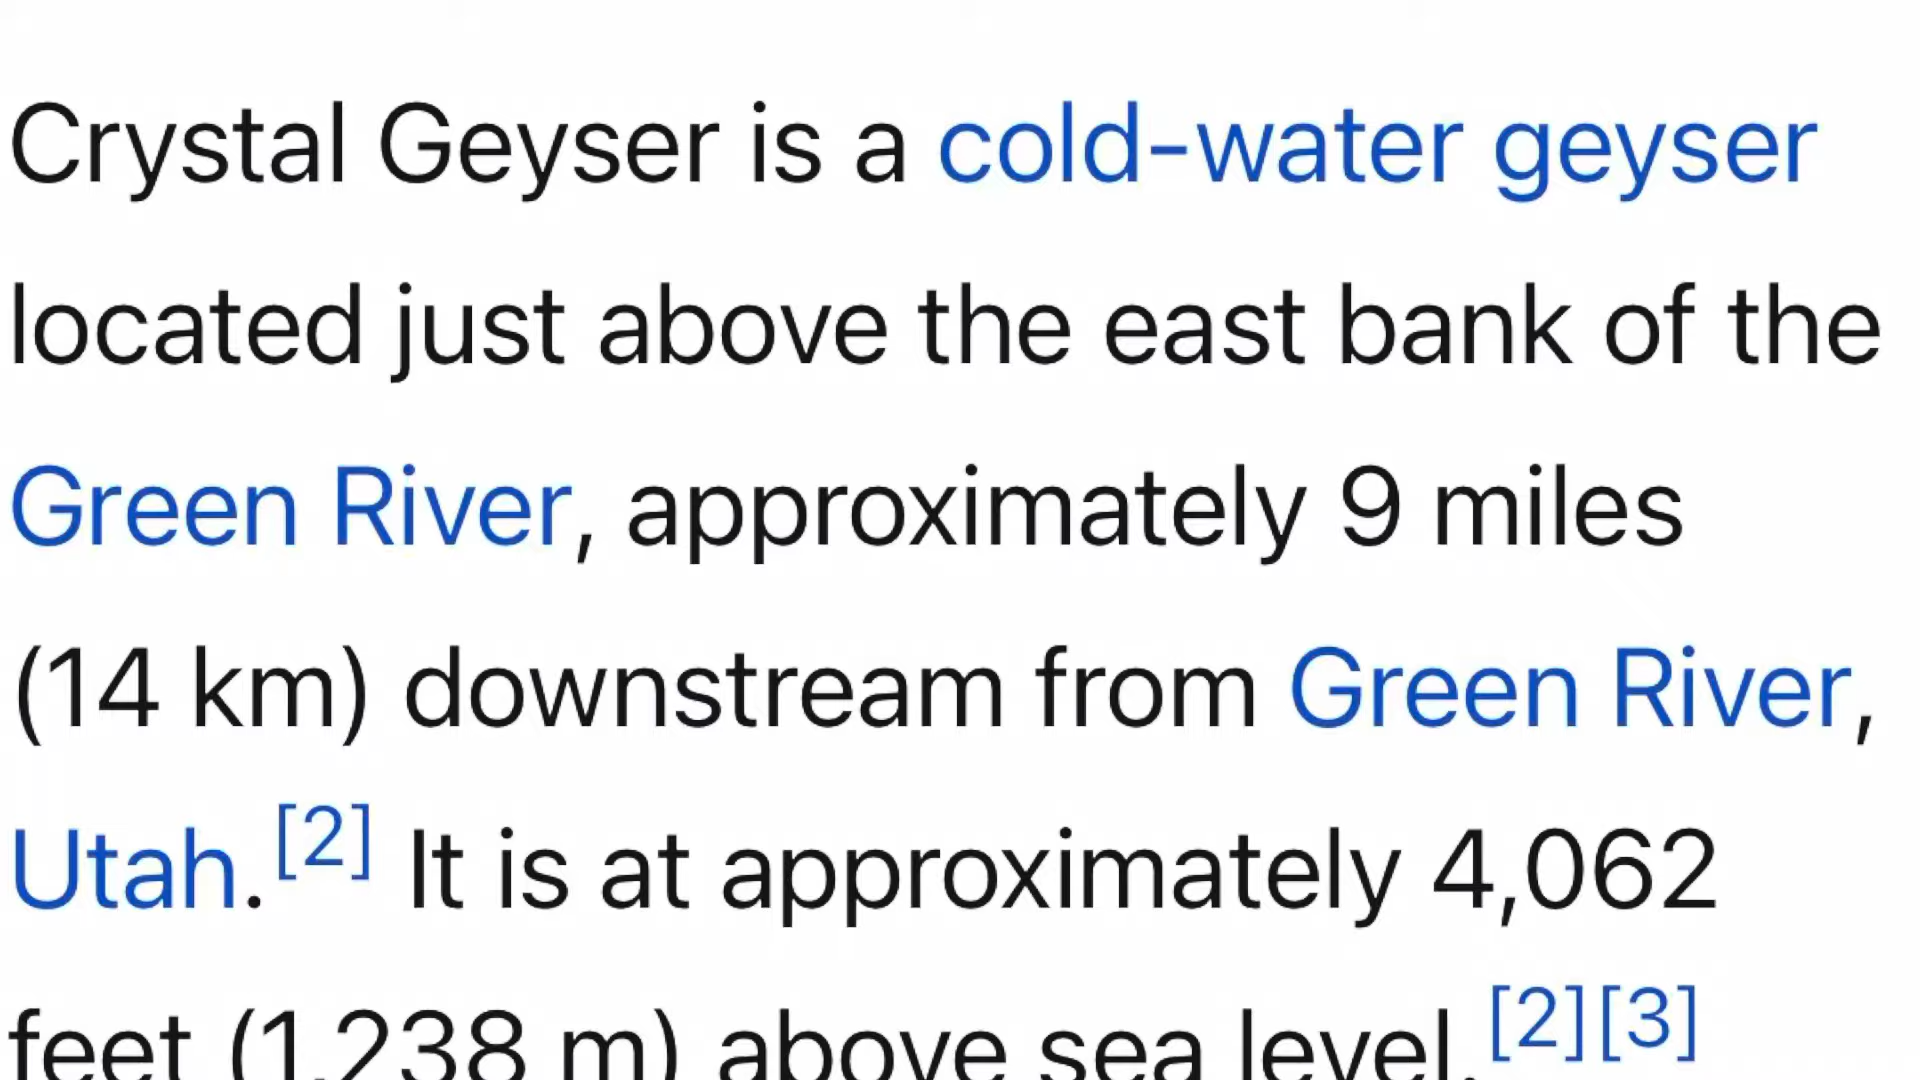 Crystal Geyser is a cold-water geyser
located just above the east bank of the
Green River, approximately 9 miles
(14 km) downstream from Green River,
Utah.[2] It is at approximately 4,062
feet (1,238 m) above sea level.[2][3]